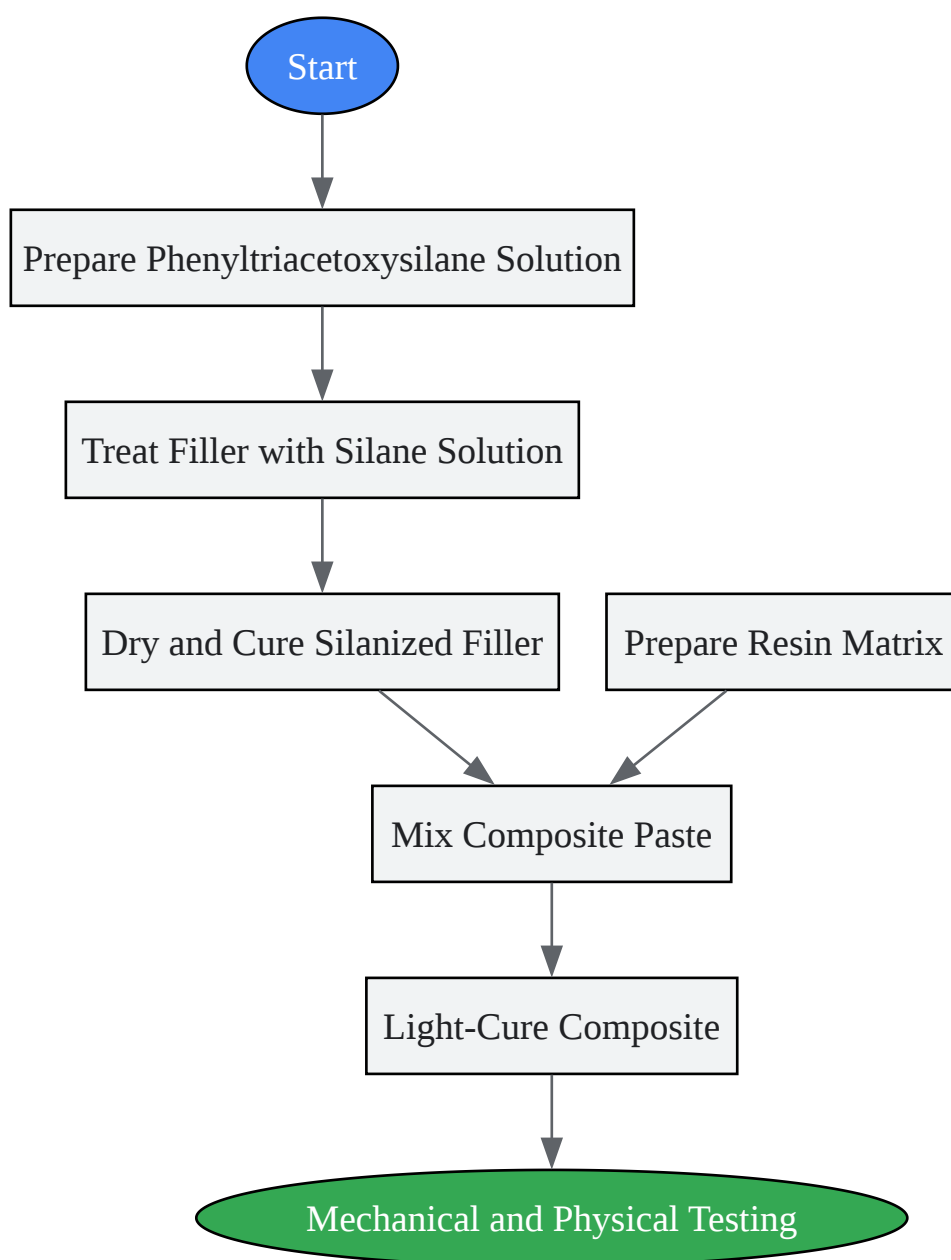 Start
Prepare Phenyltriacetoxysilane Solution
Treat Filler with Silane Solution
Dry and Cure Silanized Filler
Prepare Resin Matrix
Mix Composite Paste
Light-Cure Composite
Mechanical and Physical Testing